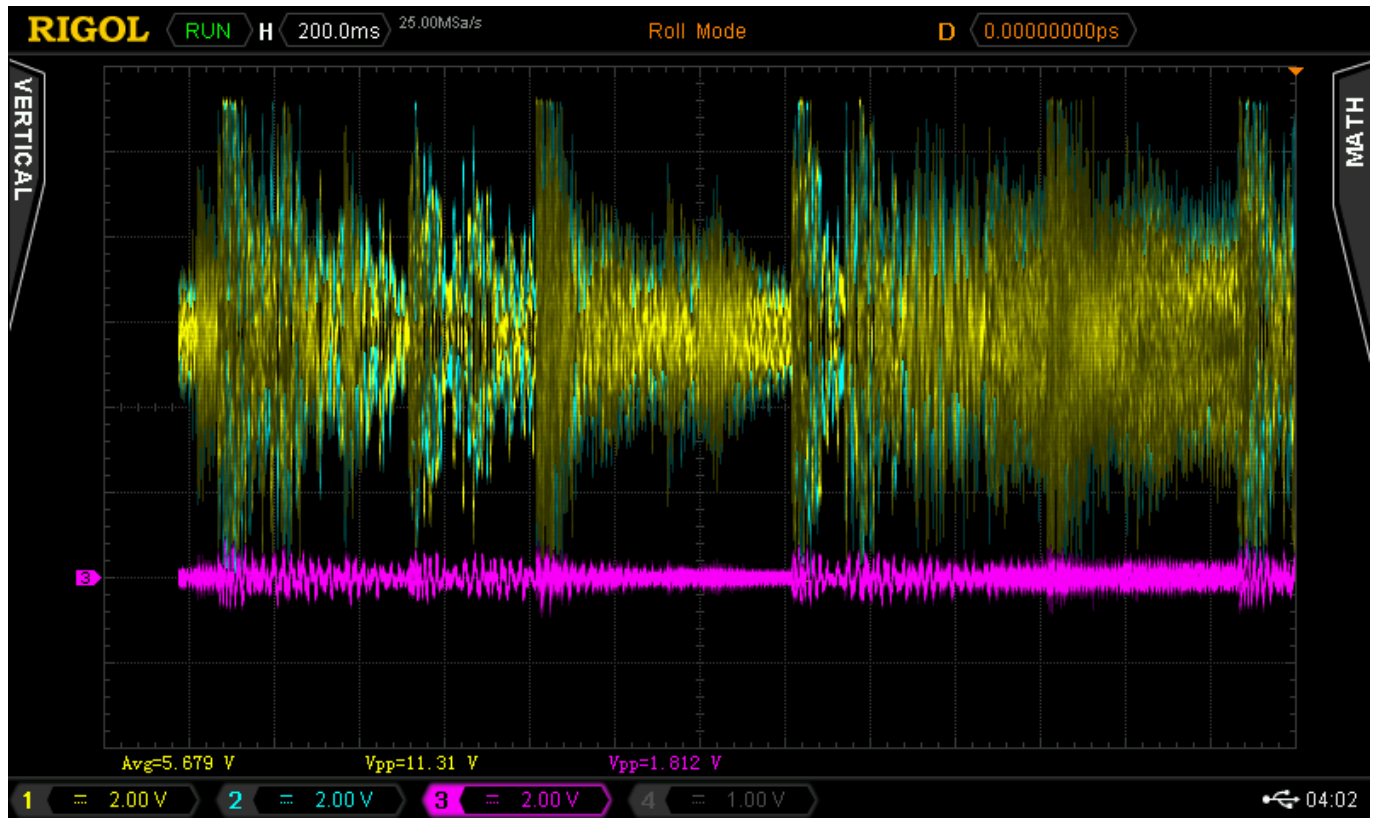 RIGOL RUN H 200.0ms 25.00MSa/s Roll Mode D 0.00000000ps
VERTICAL
MATH
3
Avg=5.679 V Vpp=11.31 V Vpp=1.812 V
1 = 2.00 V 2 = 2.00 V 3 = 2.00 V 4 = 1.00 V 04:02